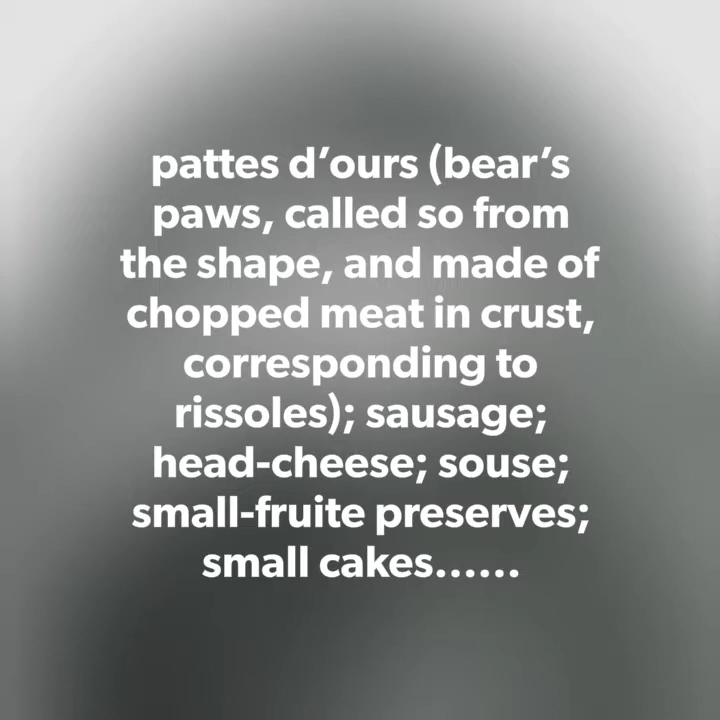 pattes d’ours (bear’s
paws, called so from
the shape, and made of
chopped meat in crust,
corresponding to
rissoles); sausage;
head-cheese; souse;
small-fruite preserves;
small cakes......